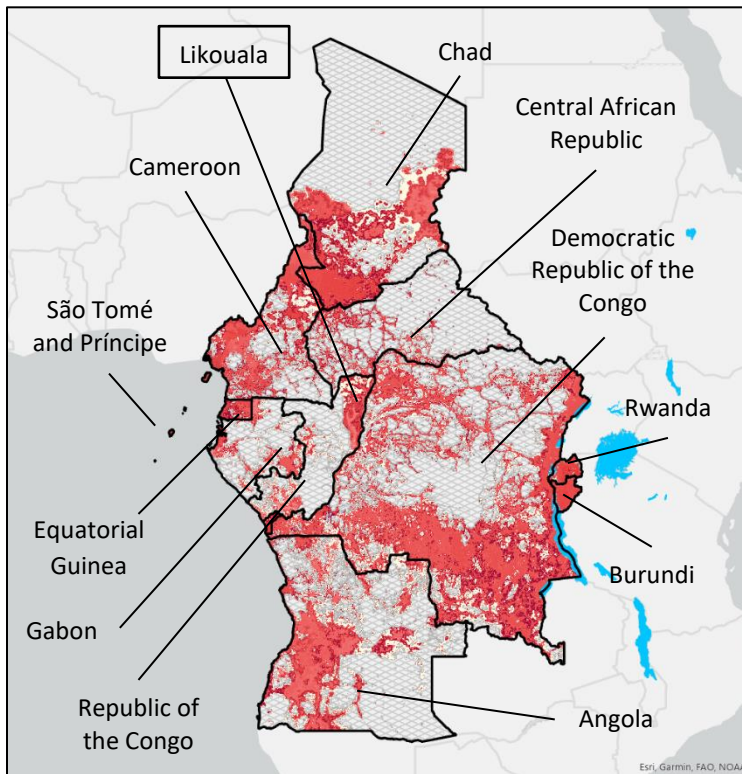 Likouala
Chad
Central African
Republic
Cameroon
Democratic
Republic of the
Congo
São Tomé
and Príncipe
Rwanda
Equatorial
Guinea
Burundi
Gabon
Republic of
the Congo
Angola
Esri, Garmin, FAO, NOAA